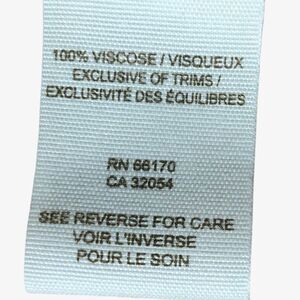 100% VISCOSE / VISQUEUX
EXCLUSIVE OF TRIMS /
EXCLUSIVITÉ DES ÉQUILIBRES
RN 66170
CA 32054
SEE REVERSE FOR CARE
VOIR L'INVERSE
POUR LE SOIN